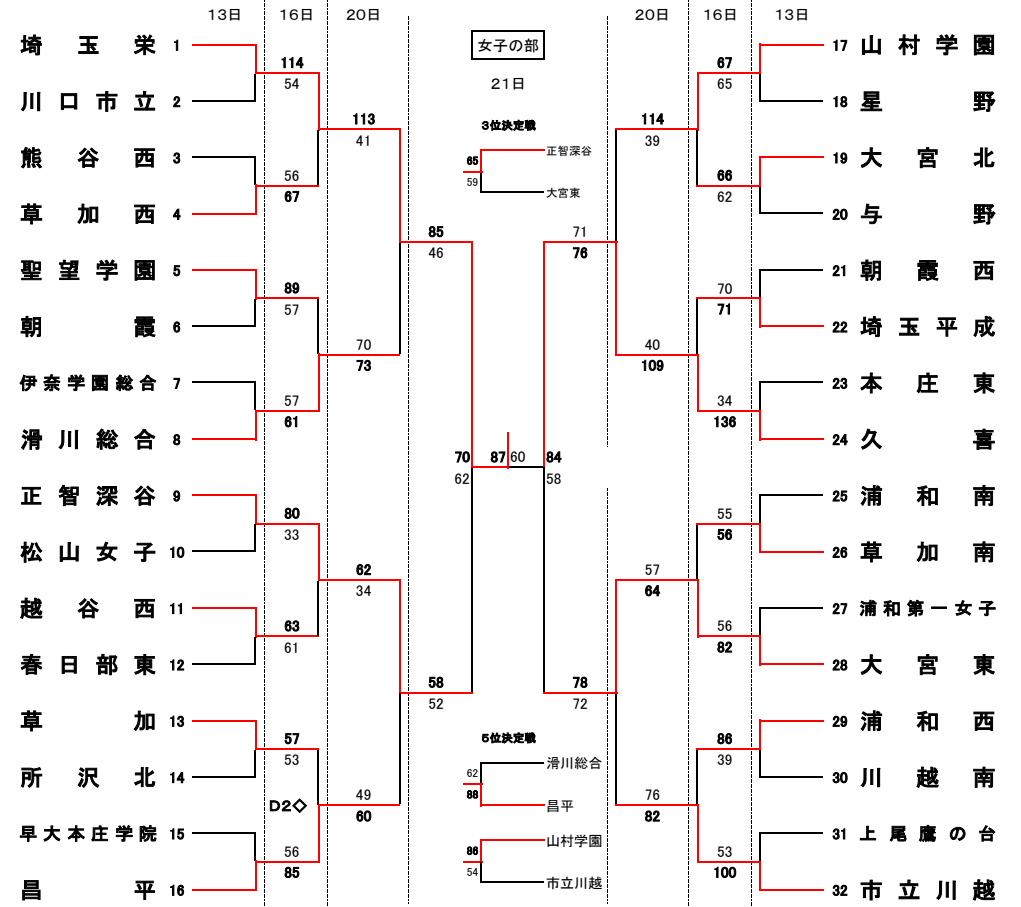 13日 16日 20日 20日 16日 13日
女子の部
21日
埼玉栄 1
114
54
川口市立 2
熊谷西 3
56
67
草加西 4
113
41
聖望学園 5
89
57
朝霞 6
伊奈学園総合 7
57
61
滑川総合 8
70
73
85
46
正智深谷 9
80
33
松山女子 10
越谷西 11
63
61
春日部東 12
62
34
草加 13
57
53
所沢北 14
D2◇
早大本庄学院 15
56
85
昌平 16
49
60
58
52
3位決定戦
65 正智深谷
59 大宮東
70
62
87 60
84
58
5位決定戦
62 滑川総合
88 昌平
86 山村学園
54 市立川越
71
76
114
39
40
109
78
72
57
64
76
82
17 山村学園
67
65
18 星野
19 大宮北
66
62
20 与野
21 朝霞西
70
71
22 埼玉平成
23 本庄東
34
136
24 久喜
25 浦和南
55
56
26 草加南
27 浦和第一女子
56
82
28 大宮東
29 浦和西
86
39
30 川越南
31 上尾鷹の台
53
100
32 市立川越